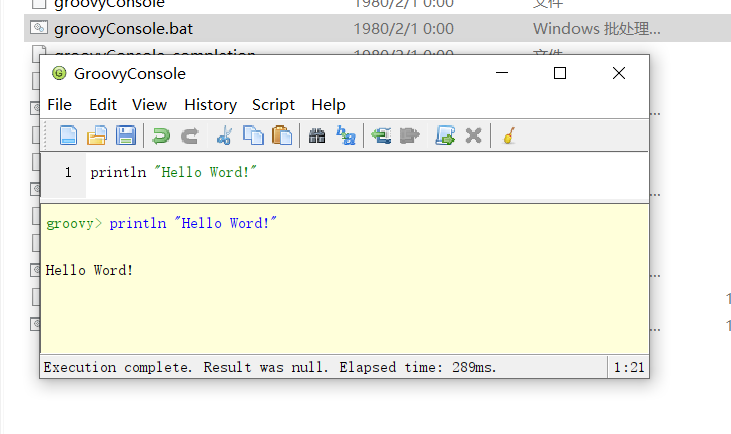 groovyConsole 1980/2/1 0:00 文件
groovyConsole.bat 1980/2/1 0:00 Windows 批处理...
groovyConsole_completion 1980/2/1 0:00 文件
GroovyConsole
File Edit View History Script Help
1 println "Hello Word!"
groovy> println "Hello Word!"
Hello Word!
Execution complete. Result was null. Elapsed time: 289ms. 1:21
...
...
...
1
... 1